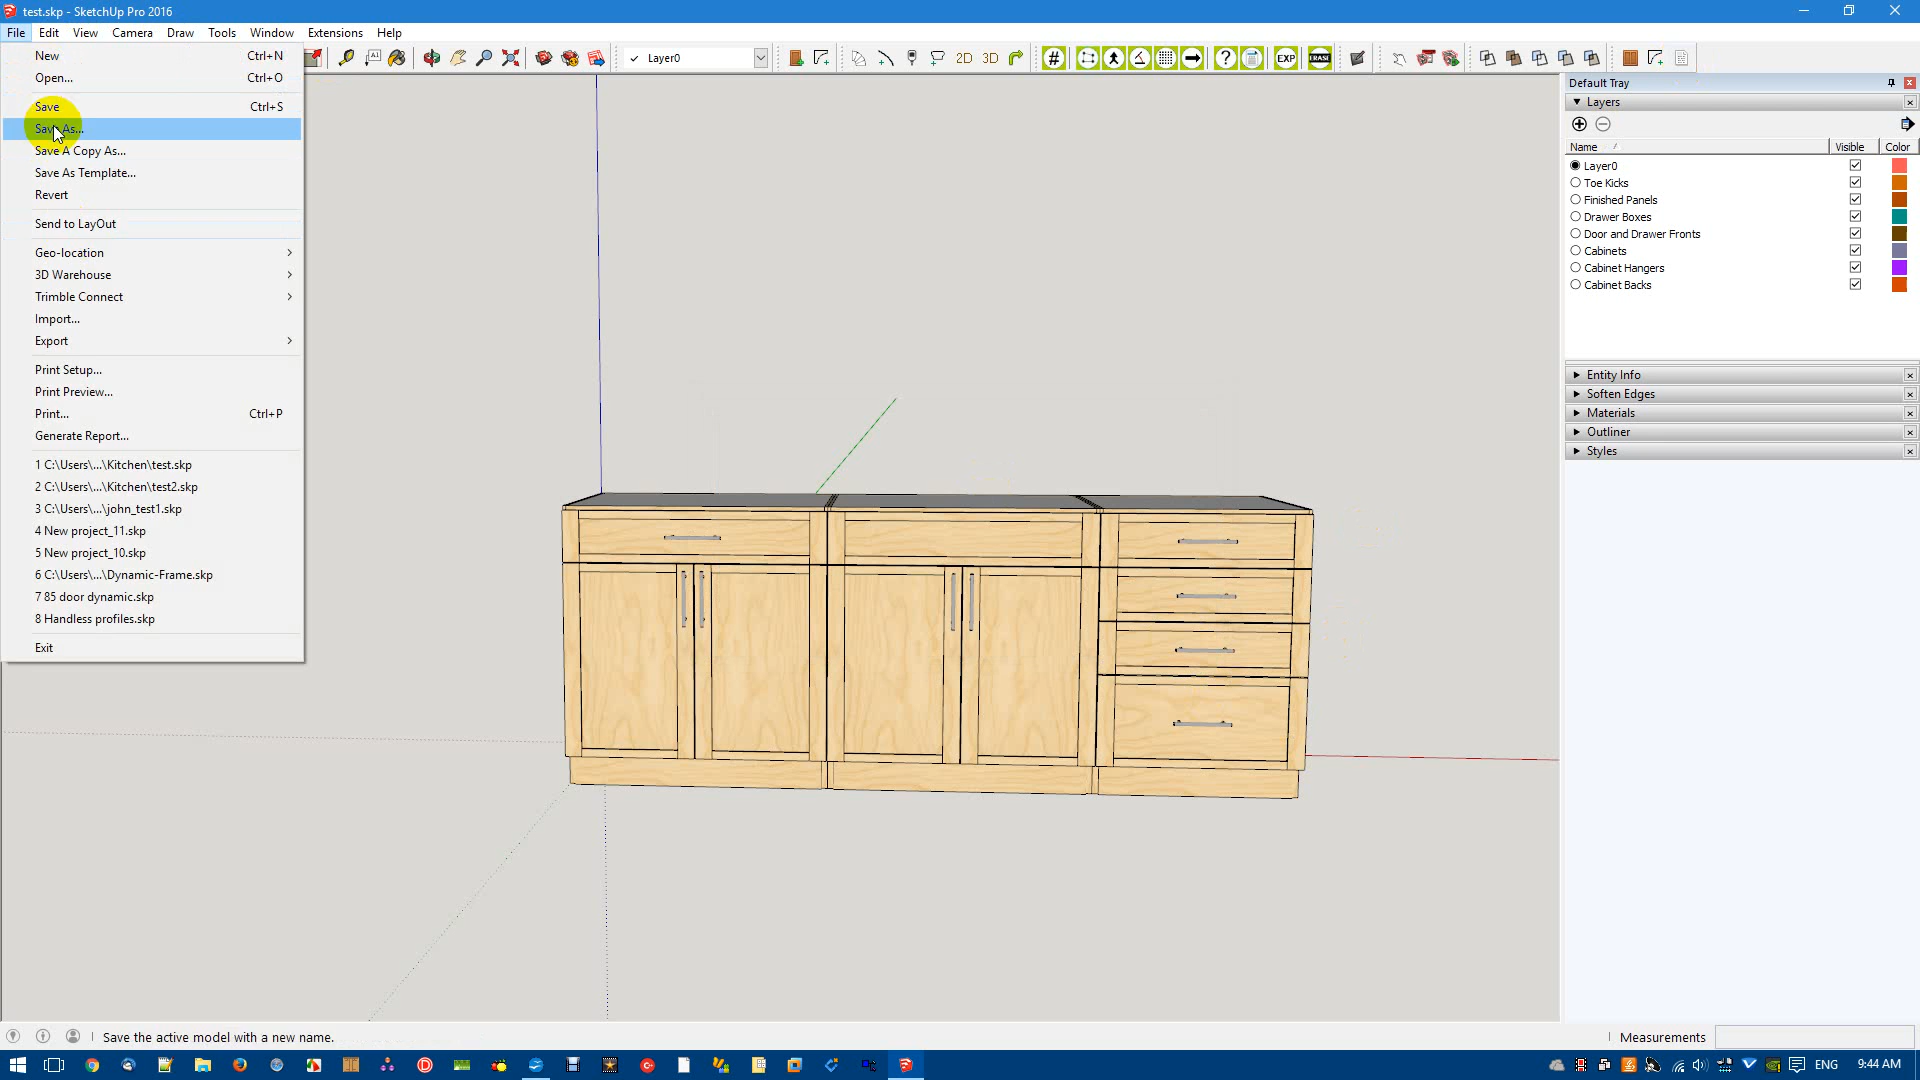 test.skp - SketchUp Pro 2016
File Edit View Camera Draw Tools Window Extensions Help
New Ctrl+N
Open... Ctrl+O
Save Ctrl+S
Save As...
Save A Copy As...
Save As Template...
Revert
Send to LayOut
Geo-location
3D Warehouse
Trimble Connect
Import...
Export
Print Setup...
Print Preview...
Print... Ctrl+P
Generate Report...
1 C:\Users\...\Kitchen\test.skp
2 C:\Users\...\Kitchen\test2.skp
3 C:\Users\...\john_test1.skp
4 New project_11.skp
5 New project_10.skp
6 C:\Users\...\Dynamic-Frame.skp
7 85 door dynamic.skp
8 Handless profiles.skp
Exit
Layer0
2D 3D # ? EXP ERASE
Default Tray
Layers
Name Visible Color
Layer0
Toe Kicks
Finished Panels
Drawer Boxes
Door and Drawer Fronts
Cabinets
Cabinet Hangers
Cabinet Backs
Entity Info
Soften Edges
Materials
Outliner
Styles
Save the active model with a new name.
Measurements
ENG 9:44 AM